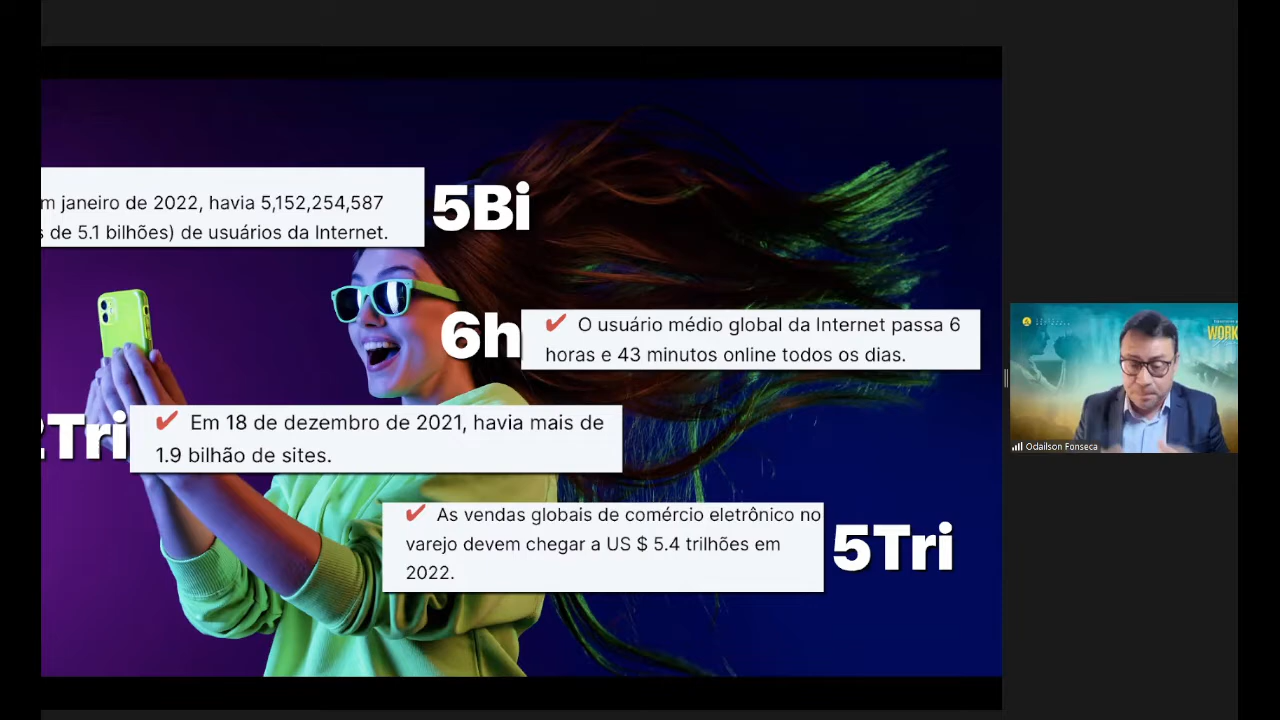 m janeiro de 2022, havia 5,152,254,587
de 5.1 bilhões) de usuários da Internet.
5Bi
6h
✔ O usuário médio global da Internet passa 6
horas e 43 minutos online todos os dias.
2Tri
✔ Em 18 de dezembro de 2021, havia mais de
1.9 bilhão de sites.
✔ As vendas globais de comércio eletrônico no
varejo devem chegar a US $ 5.4 trilhões em
2022.
5Tri
WORK
Odailson Fonseca